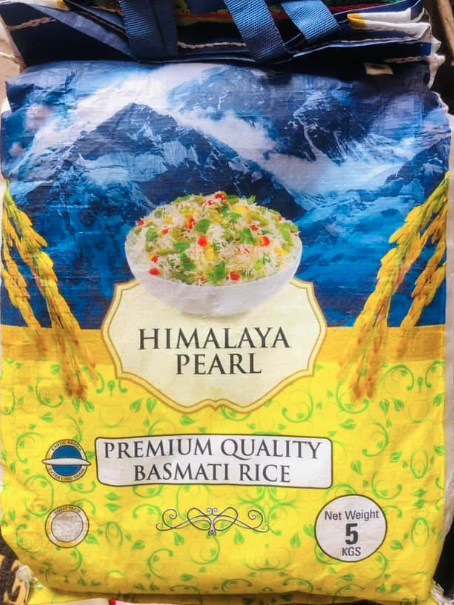 HIMALAYA
PEARL
PREMIUM QUALITY
BASMATI RICE
Net Weight
5
KGS